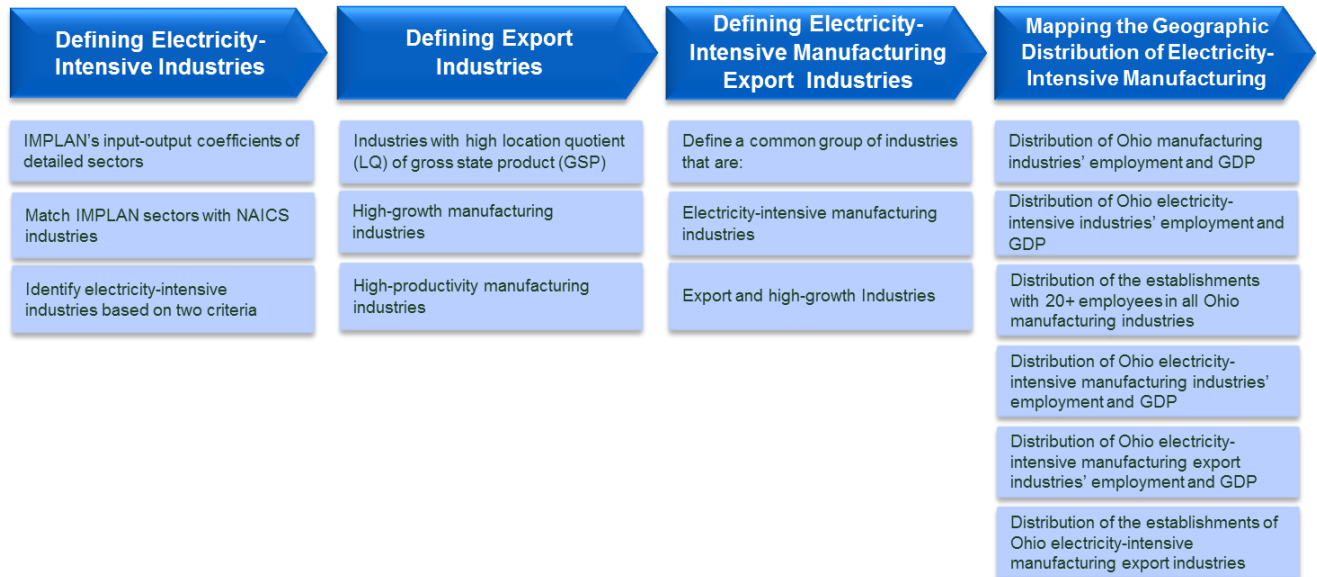 Defining Electricity-
Intensive Industries
IMPLAN's input-output coefficients of
detailed sectors
Match IMPLAN sectors with NAICS
industries
Identify electricity-intensive
industries based on two criteria
Defining Export
Industries
Industries with high location quotient
(LQ) of gross state product (GSP)
High-growth manufacturing
industries
High-productivity manufacturing
industries
Defining Electricity-
Intensive Manufacturing
Export Industries
Define a common group of industries
that are:
Electricity-intensive manufacturing
industries
Export and high-growth Industries
Mapping the Geographic
Distribution of Electricity-
Intensive Manufacturing
Distribution of Ohio manufacturing
industries' employment and GDP
Distribution of Ohio electricity-
intensive industries' employment and
GDP
Distribution of the establishments
with 20+ employees in all Ohio
manufacturing industries
Distribution of Ohio electricity-
intensive manufacturing industries'
employment and GDP
Distribution of Ohio electricity-
intensive manufacturing export
industries' employment and GDP
Distribution of the establishments of
Ohio electricity-intensive
manufacturing export industries